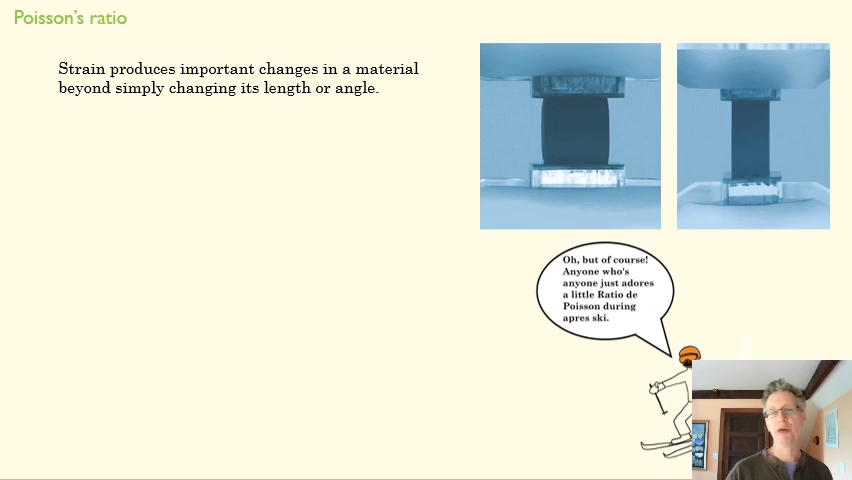 Poisson's ratio
Strain produces important changes in a material
beyond simply changing its length or angle.
Oh, but of course!
Anyone who's
anyone just adores
a little Ratio de
Poisson during
apres ski.